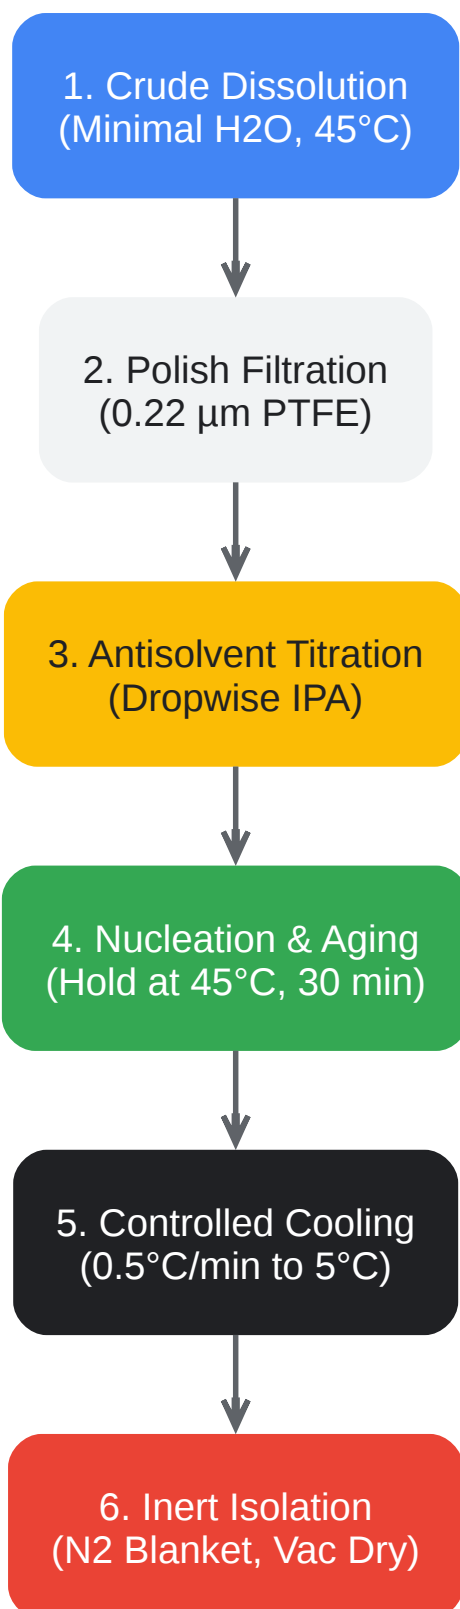 1. Crude Dissolution
(Minimal H2O, 45°C)
2. Polish Filtration
(0.22 µm PTFE)
3. Antisolvent Titration
(Dropwise IPA)
4. Nucleation & Aging
(Hold at 45°C, 30 min)
5. Controlled Cooling
(0.5°C/min to 5°C)
6. Inert Isolation
(N2 Blanket, Vac Dry)